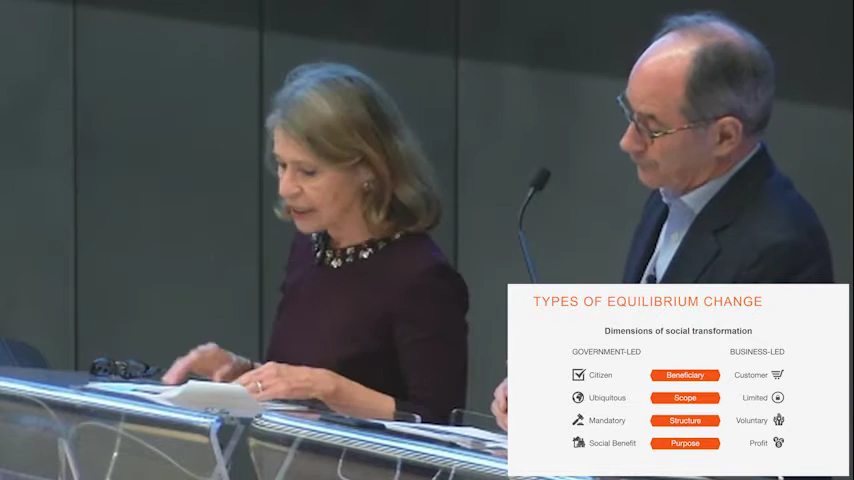 TYPES OF EQUILIBRIUM CHANGE
Dimensions of social transformation
GOVERNMENT-LED BUSINESS-LED
Citizen Beneficiary Customer
Ubiquitous Scope Limited
Mandatory Structure Voluntary
Social Benefit Purpose Profit